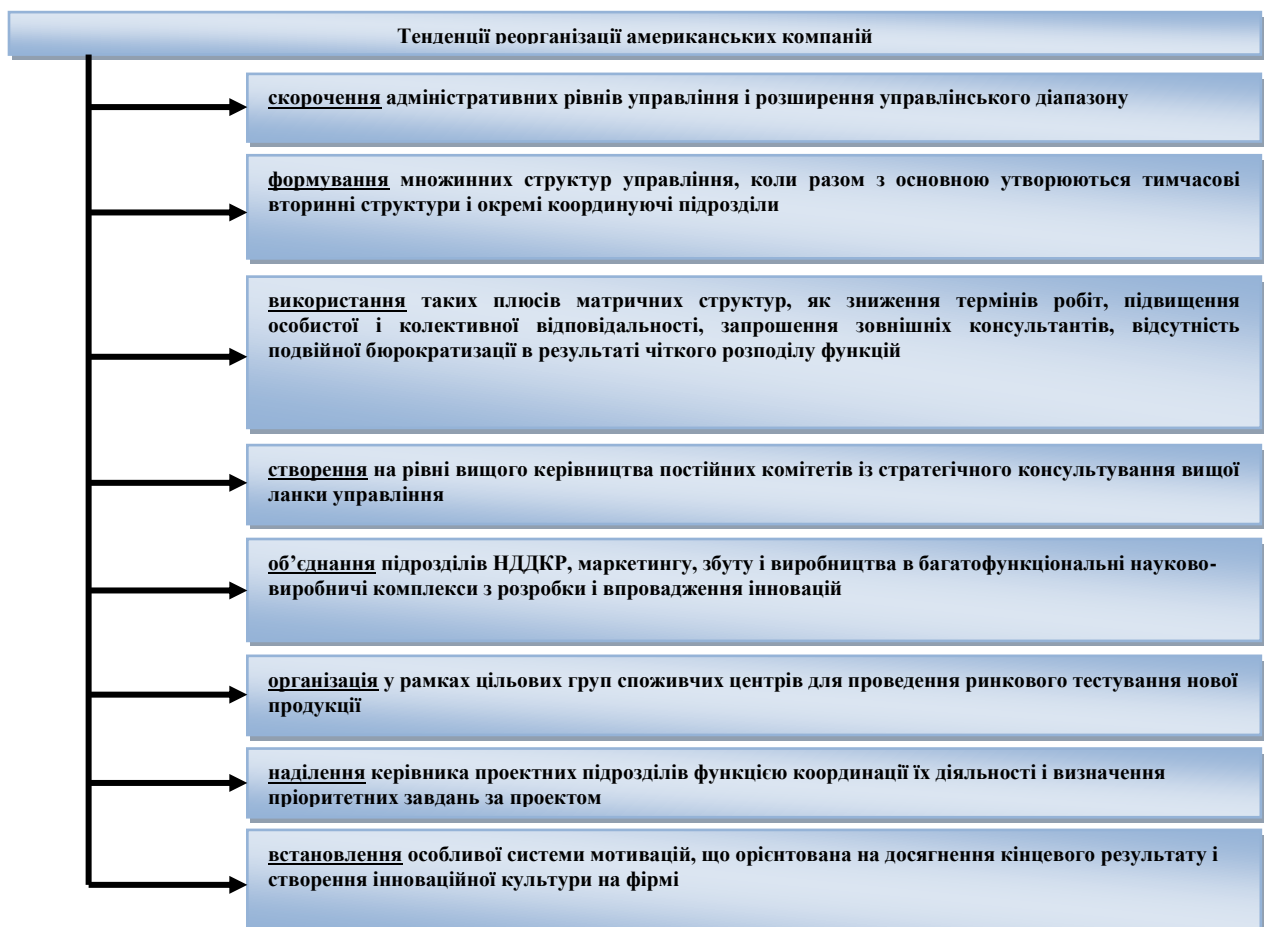 Тенденції реорганізації американських компаній
скорочення адміністративних рівнів управління і розширення управлінського діапазону
формування множинних структур управління, коли разом з основною утворюються тимчасові
вторинні структури і окремі координуючі підрозділи
використання таких плюсів матричних структур, як зниження термінів робіт, підвищення
особистої і колективної відповідальності, запрошення зовнішніх консультантів, відсутність
подвійної бюрократизації в результаті чіткого розподілу функцій
створення на рівні вищого керівництва постійних комітетів із стратегічного консультування вищої
ланки управління
об’єднання підрозділів НДДКР, маркетингу, збуту і виробництва в багатофункціональні науково-
виробничі комплекси з розробки і впровадження інновацій
організація у рамках цільових груп споживчих центрів для проведення ринкового тестування нової
продукції
наділення керівника проектних підрозділів функцією координації їх діяльності і визначення
пріоритетних завдань за проектом
встановлення особливої системи мотивацій, що орієнтована на досягнення кінцевого результату і
створення інноваційної культури на фірмі